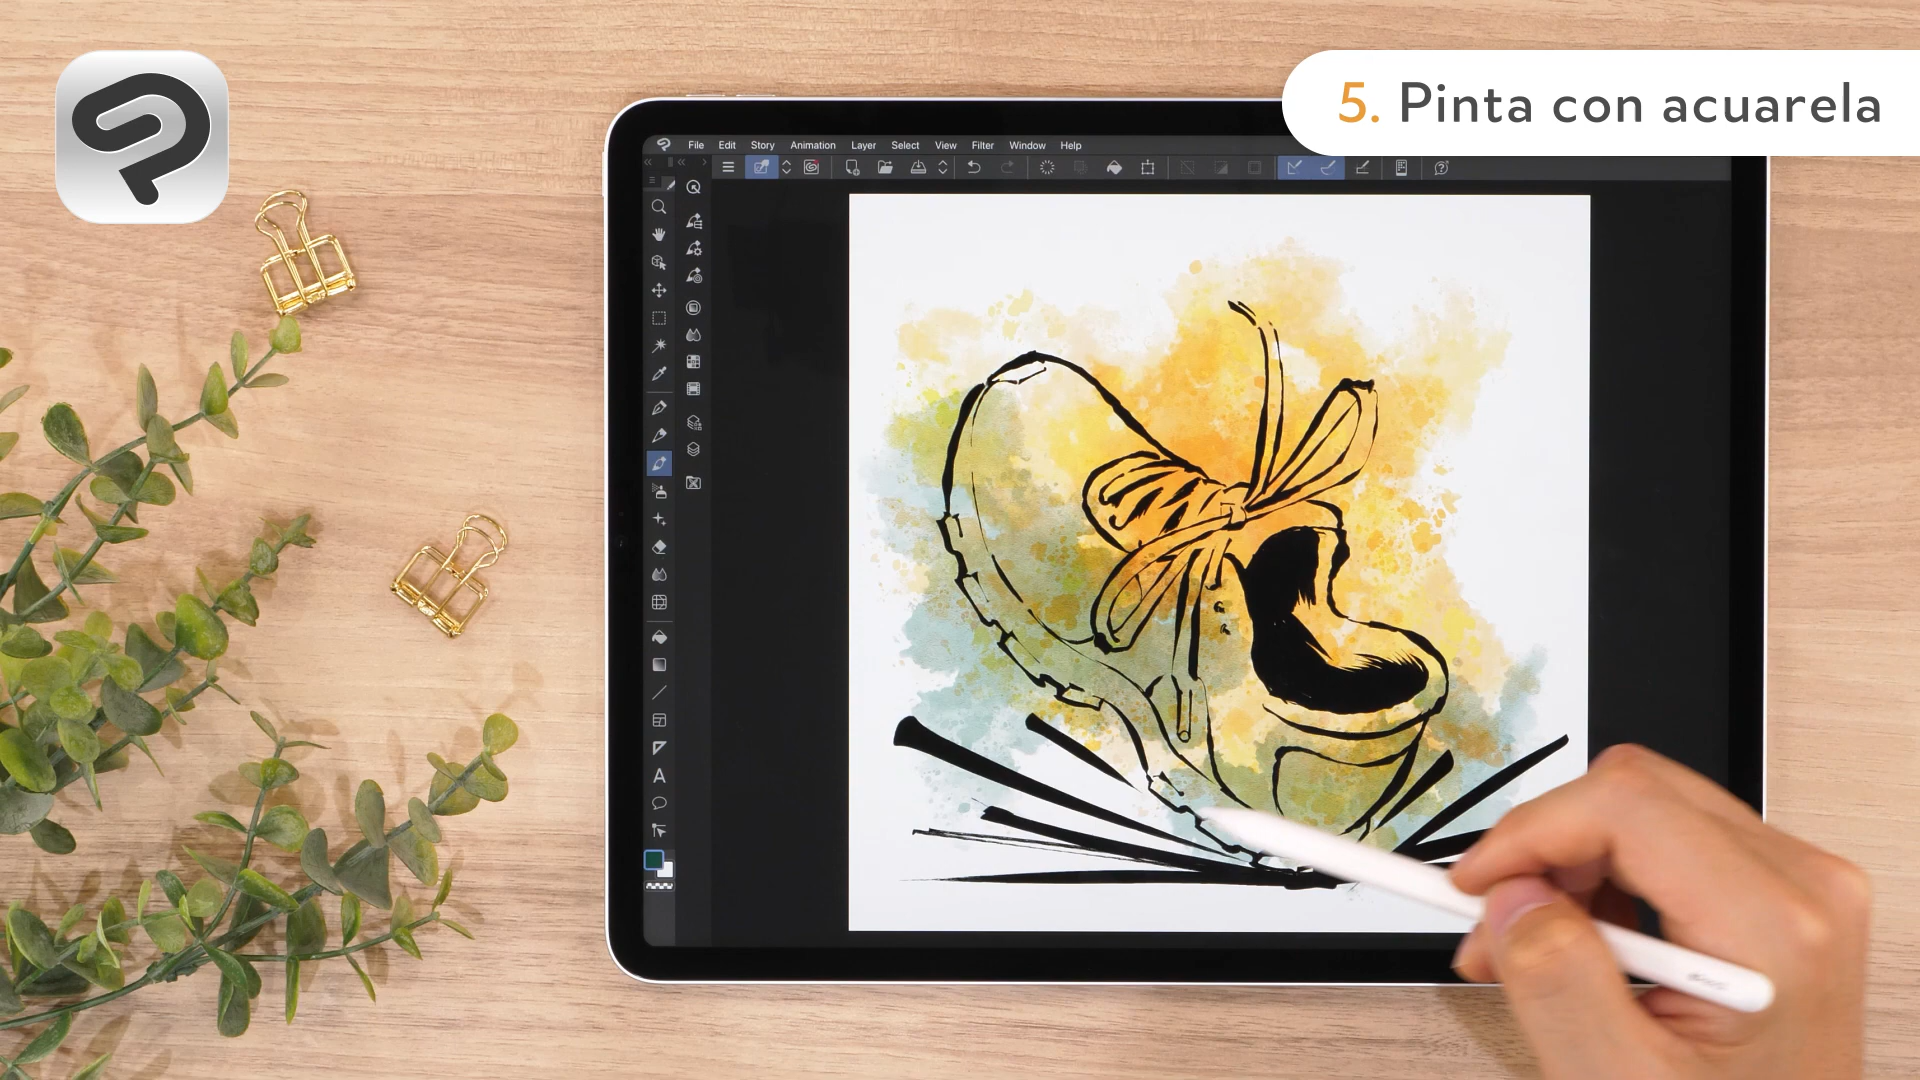 5. Pinta con acuarela
File Edit Story Animation Layer Select View Filter Window Help